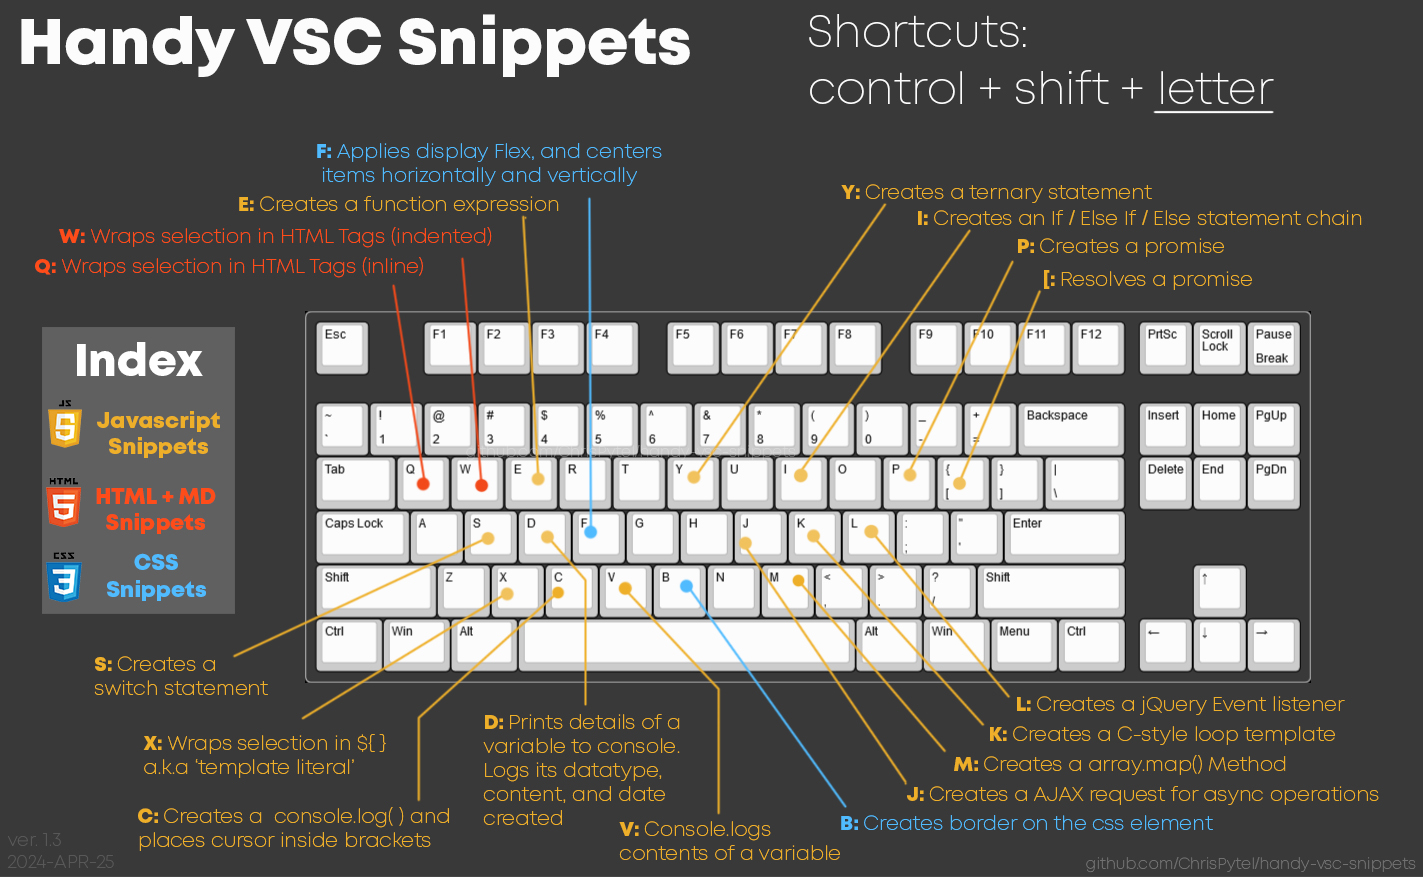 Handy VSC Snippets
Shortcuts:
control + shift + letter
F: Applies display Flex, and centers
items horizontally and vertically
E: Creates a function expression
W: Wraps selection in HTML Tags (indented)
Q: Wraps selection in HTML Tags (inline)
Y: Creates a ternary statement
I: Creates an If / Else If / Else statement chain
P: Creates a promise
[: Resolves a promise
Index
JS
5
Javascript
Snippets
HTML
5
HTML + MD
Snippets
CSS
3
CSS
Snippets
Esc F1 F2 F3 F4 F5 F6 F7 F8 F9 F10 F11 F12 PrtSc Scroll Lock Pause Break
~ ! @ # $ % ^ & * ( ) _ + Backspace Insert Home PgUp
` 1 2 3 4 5 6 7 8 9 0 - =
Tab Q W E R T Y U I O P { } | Delete End PgDn
[ ] \
Caps Lock A S D F G H J K L : " Enter
; '
Shift Z X C V B N M < > ? Shift ↑
, . /
Ctrl Win Alt Alt Win Menu Ctrl ← ↓ →
S: Creates a
switch statement
X: Wraps selection in ${ }
a.k.a 'template literal'
C: Creates a console.log( ) and
places cursor inside brackets
D: Prints details of a
variable to console.
Logs its datatype,
content, and date
created
V: Console.logs
contents of a variable
L: Creates a jQuery Event listener
K: Creates a C-style loop template
M: Creates a array.map() Method
J: Creates a AJAX request for async operations
B: Creates border on the css element
ver. 1.3
2024-APR-25
github.com/ChrisPytel/handy-vsc-snippets